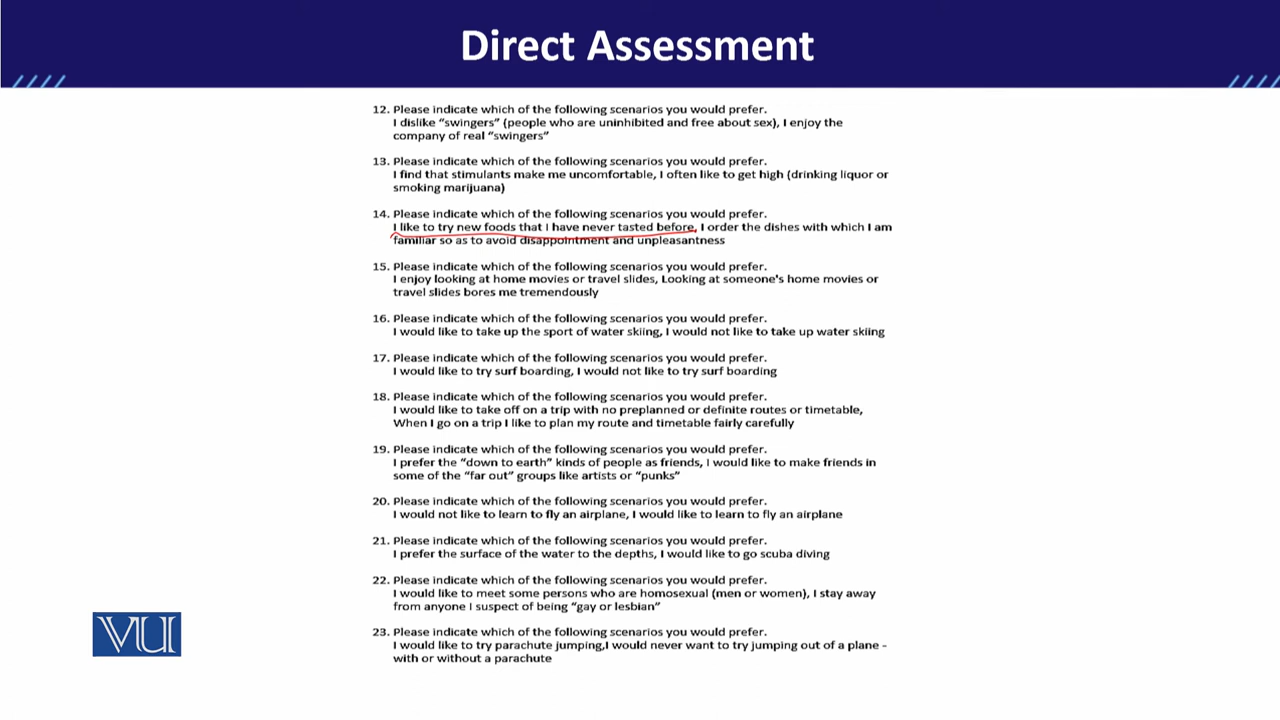 Direct Assessment
12. Please indicate which of the following scenarios you would prefer.
I dislike “swingers” (people who are uninhibited and free about sex), I enjoy the
company of real “swingers”
13. Please indicate which of the following scenarios you would prefer.
I find that stimulants make me uncomfortable, I often like to get high (drinking liquor or
smoking marijuana)
14. Please indicate which of the following scenarios you would prefer.
I like to try new foods that I have never tasted before, I order the dishes with which I am
familiar so as to avoid disappointment and unpleasantness
15. Please indicate which of the following scenarios you would prefer.
I enjoy looking at home movies or travel slides, Looking at someone's home movies or
travel slides bores me tremendously
16. Please indicate which of the following scenarios you would prefer.
I would like to take up the sport of water skiing, I would not like to take up water skiing
17. Please indicate which of the following scenarios you would prefer.
I would like to try surf boarding, I would not like to try surf boarding
18. Please indicate which of the following scenarios you would prefer.
I would like to take off on a trip with no preplanned or definite routes or timetable,
When I go on a trip I like to plan my route and timetable fairly carefully
19. Please indicate which of the following scenarios you would prefer.
I prefer the “down to earth” kinds of people as friends, I would like to make friends in
some of the “far out” groups like artists or “punks”
20. Please indicate which of the following scenarios you would prefer.
I would not like to learn to fly an airplane, I would like to learn to fly an airplane
21. Please indicate which of the following scenarios you would prefer.
I prefer the surface of the water to the depths, I would like to go scuba diving
22. Please indicate which of the following scenarios you would prefer.
I would like to meet some persons who are homosexual (men or women), I stay away
from anyone I suspect of being “gay or lesbian”
23. Please indicate which of the following scenarios you would prefer.
I would like to try parachute jumping,I would never want to try jumping out of a plane -
with or without a parachute
VU